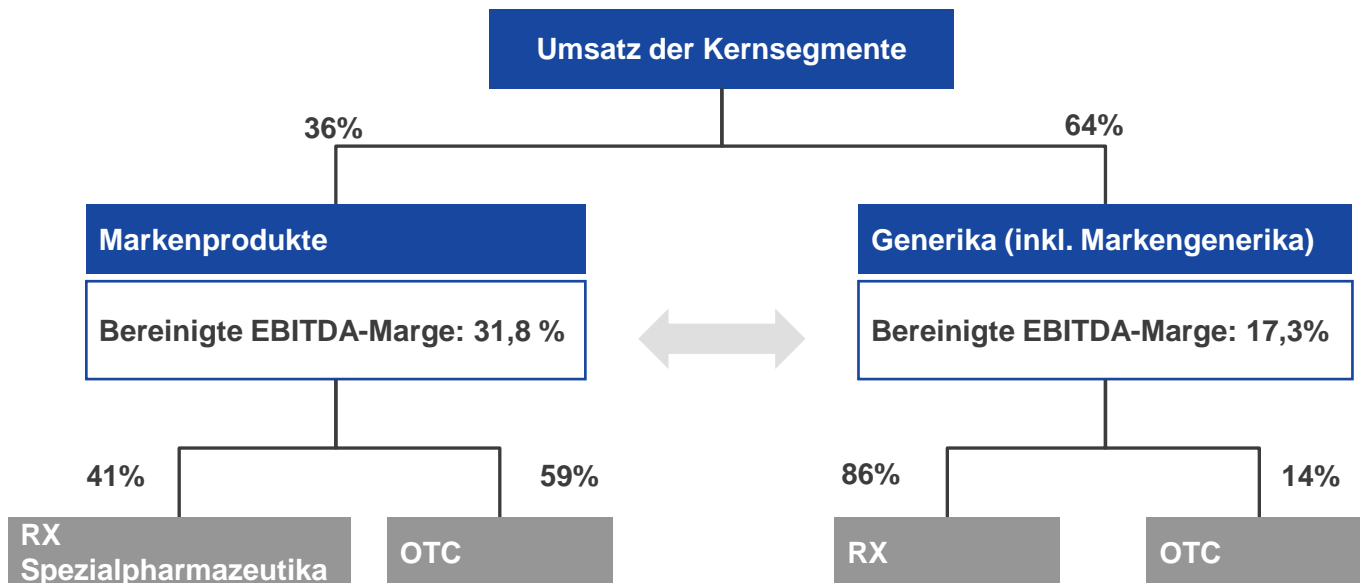 Umsatz der Kernsegmente
36%
64%
Markenprodukte
Generika (inkl. Markengenerika)
Bereinigte EBITDA-Marge: 31,8 %
Bereinigte EBITDA-Marge: 17,3%
41%
59%
86%
14%
RX
Spezialpharmazeutika
OTC
RX
OTC